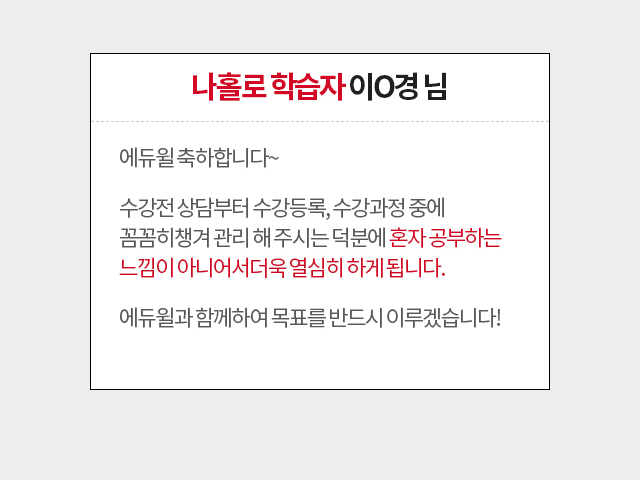 나홀로 학습자 이O경 님
에듀윌 축하합니다~
수강전 상담부터 수강등록, 수강과정 중에
꼼꼼히챙겨 관리 해 주시는 덕분에 혼자 공부하는
느낌이 아니어서더욱 열심히 하게 됩니다.
에듀윌과 함께하여 목표를 반드시 이루겠습니다!